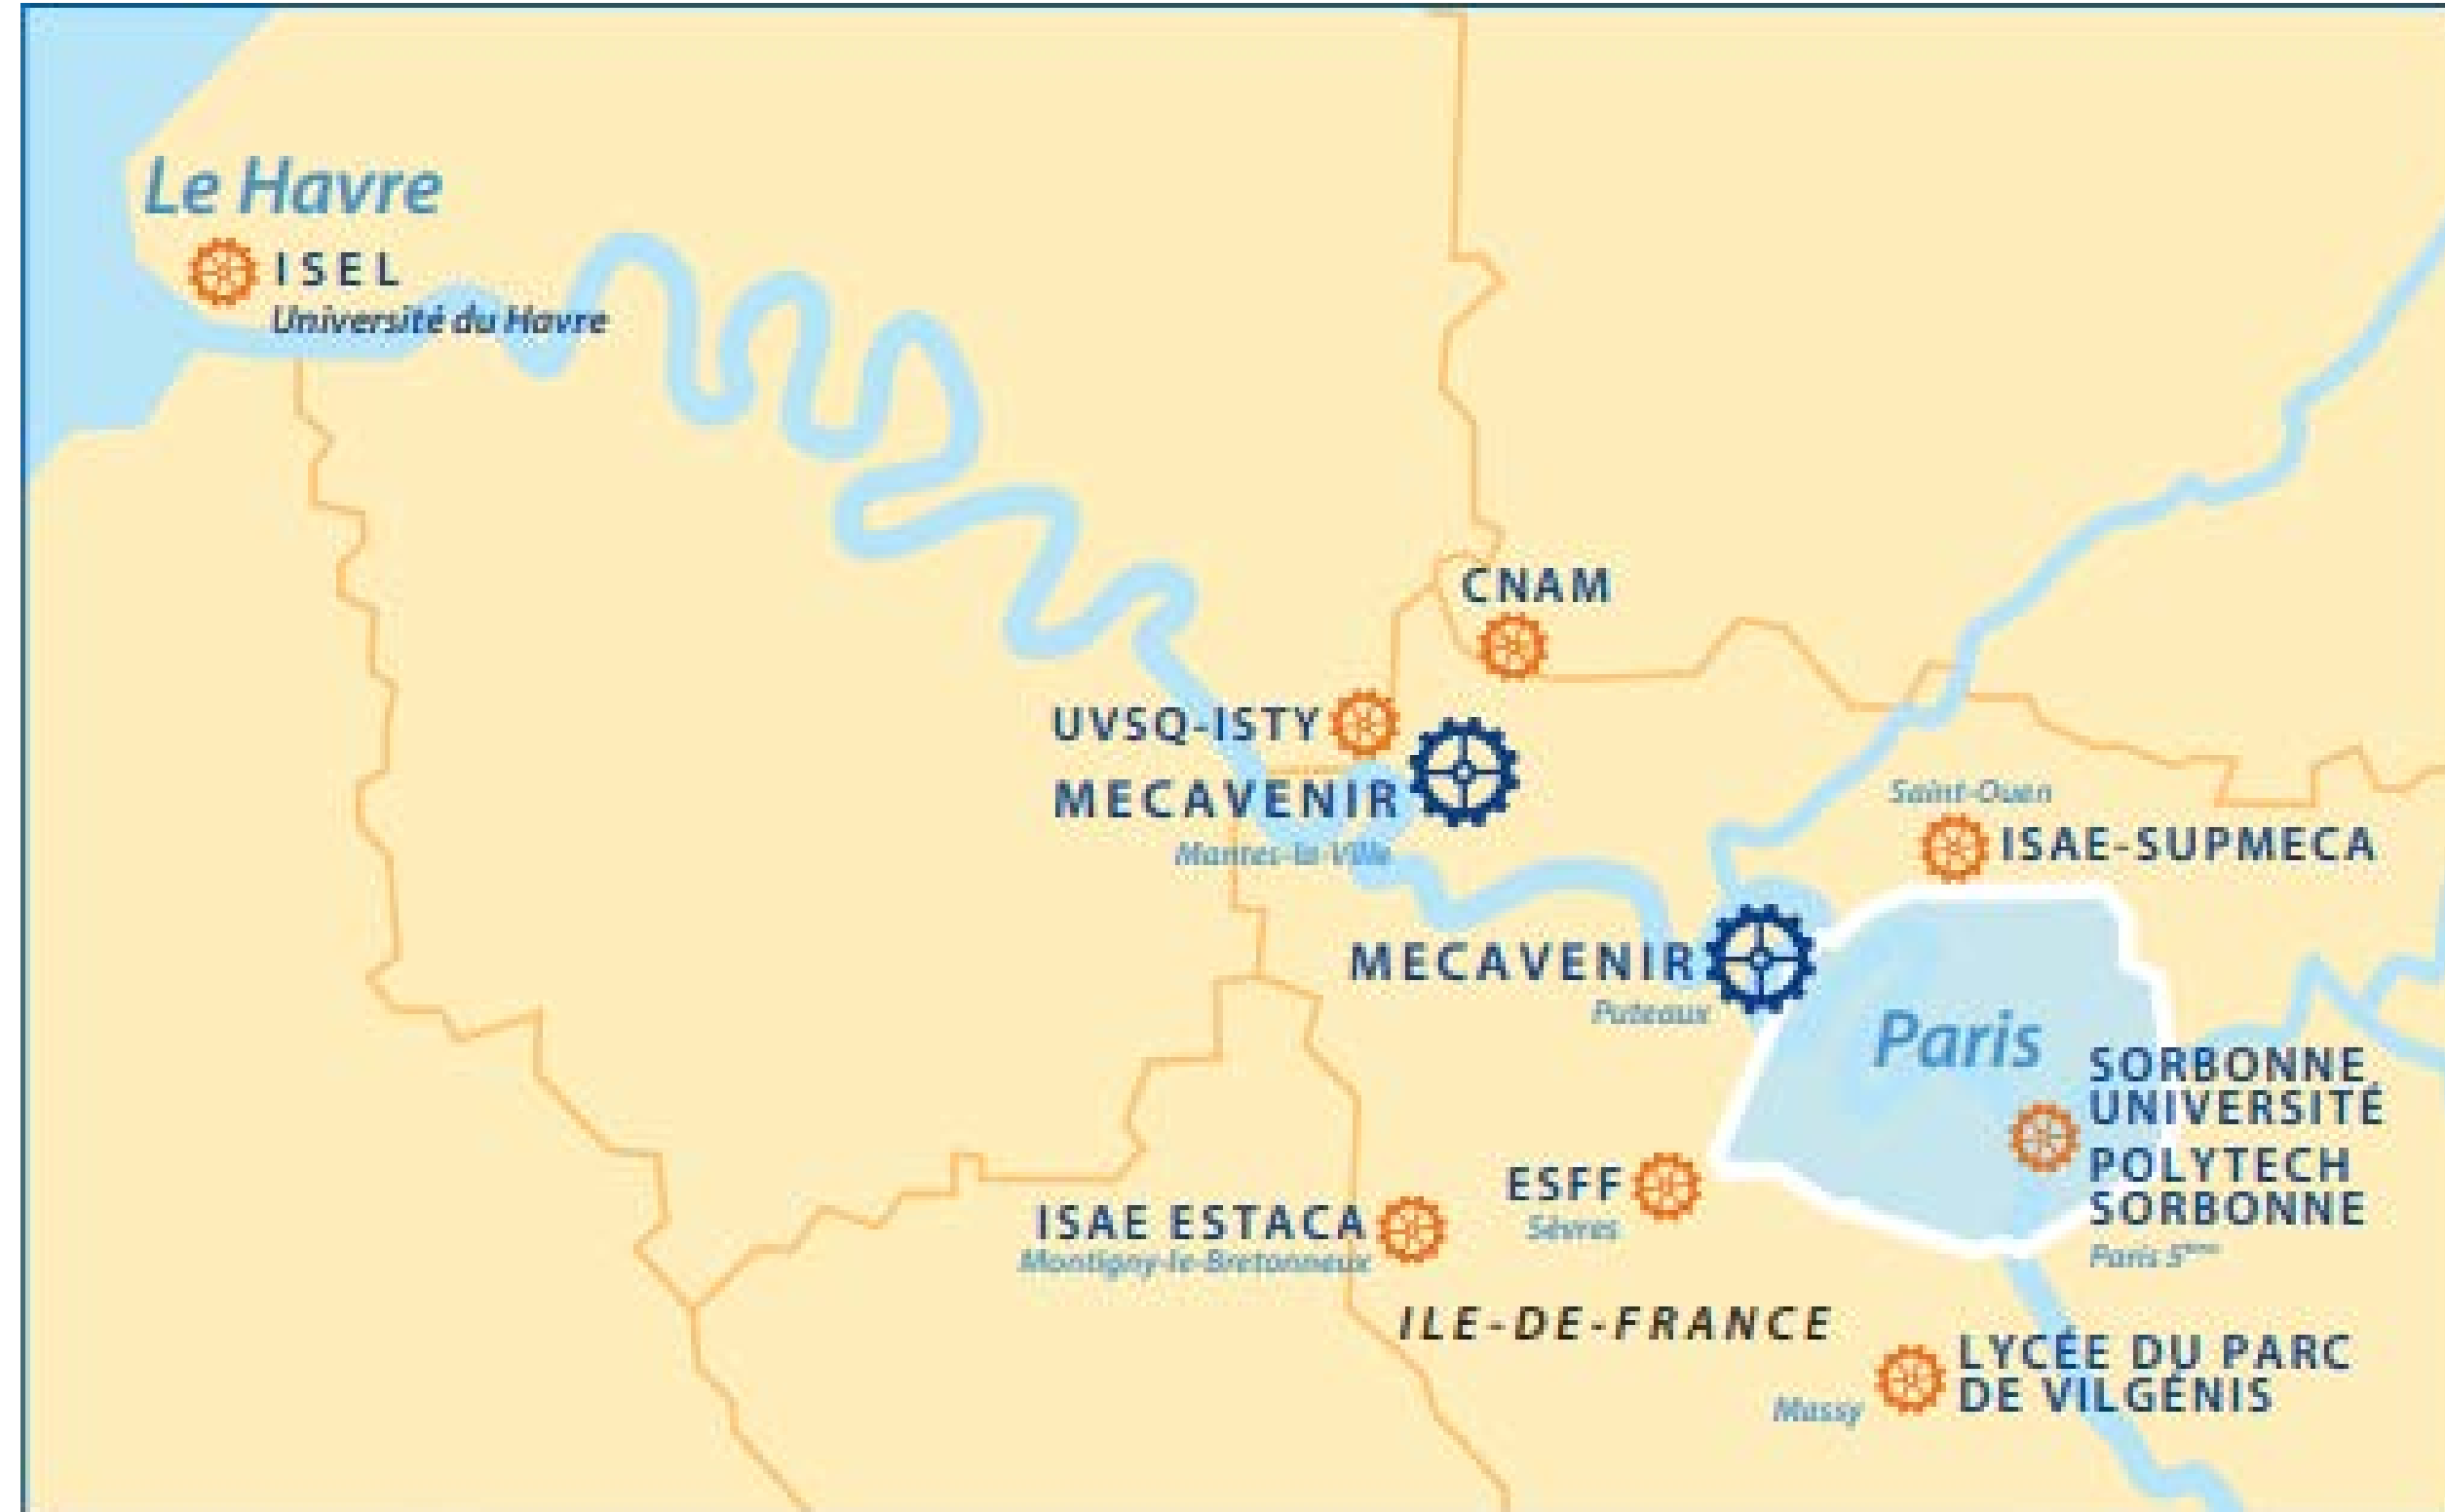 Le Havre
ISEL
Université du Havre
CNAM
UVSQ-ISTY
MECAVENIR
Mantes-la-Ville
Saint-Ouen
ISAE-SUPMECA
MECAVENIR
Puteaux
Paris
SORBONNE
UNIVERSITÉ
POLYTECH
SORBONNE
Paris 5ème
ESFF
Sèvres
ISAE ESTACA
Montigny-le-Bretonneux
ILE-DE-FRANCE
LYCÉE DU PARC
DE VILGÉNIS
Massy